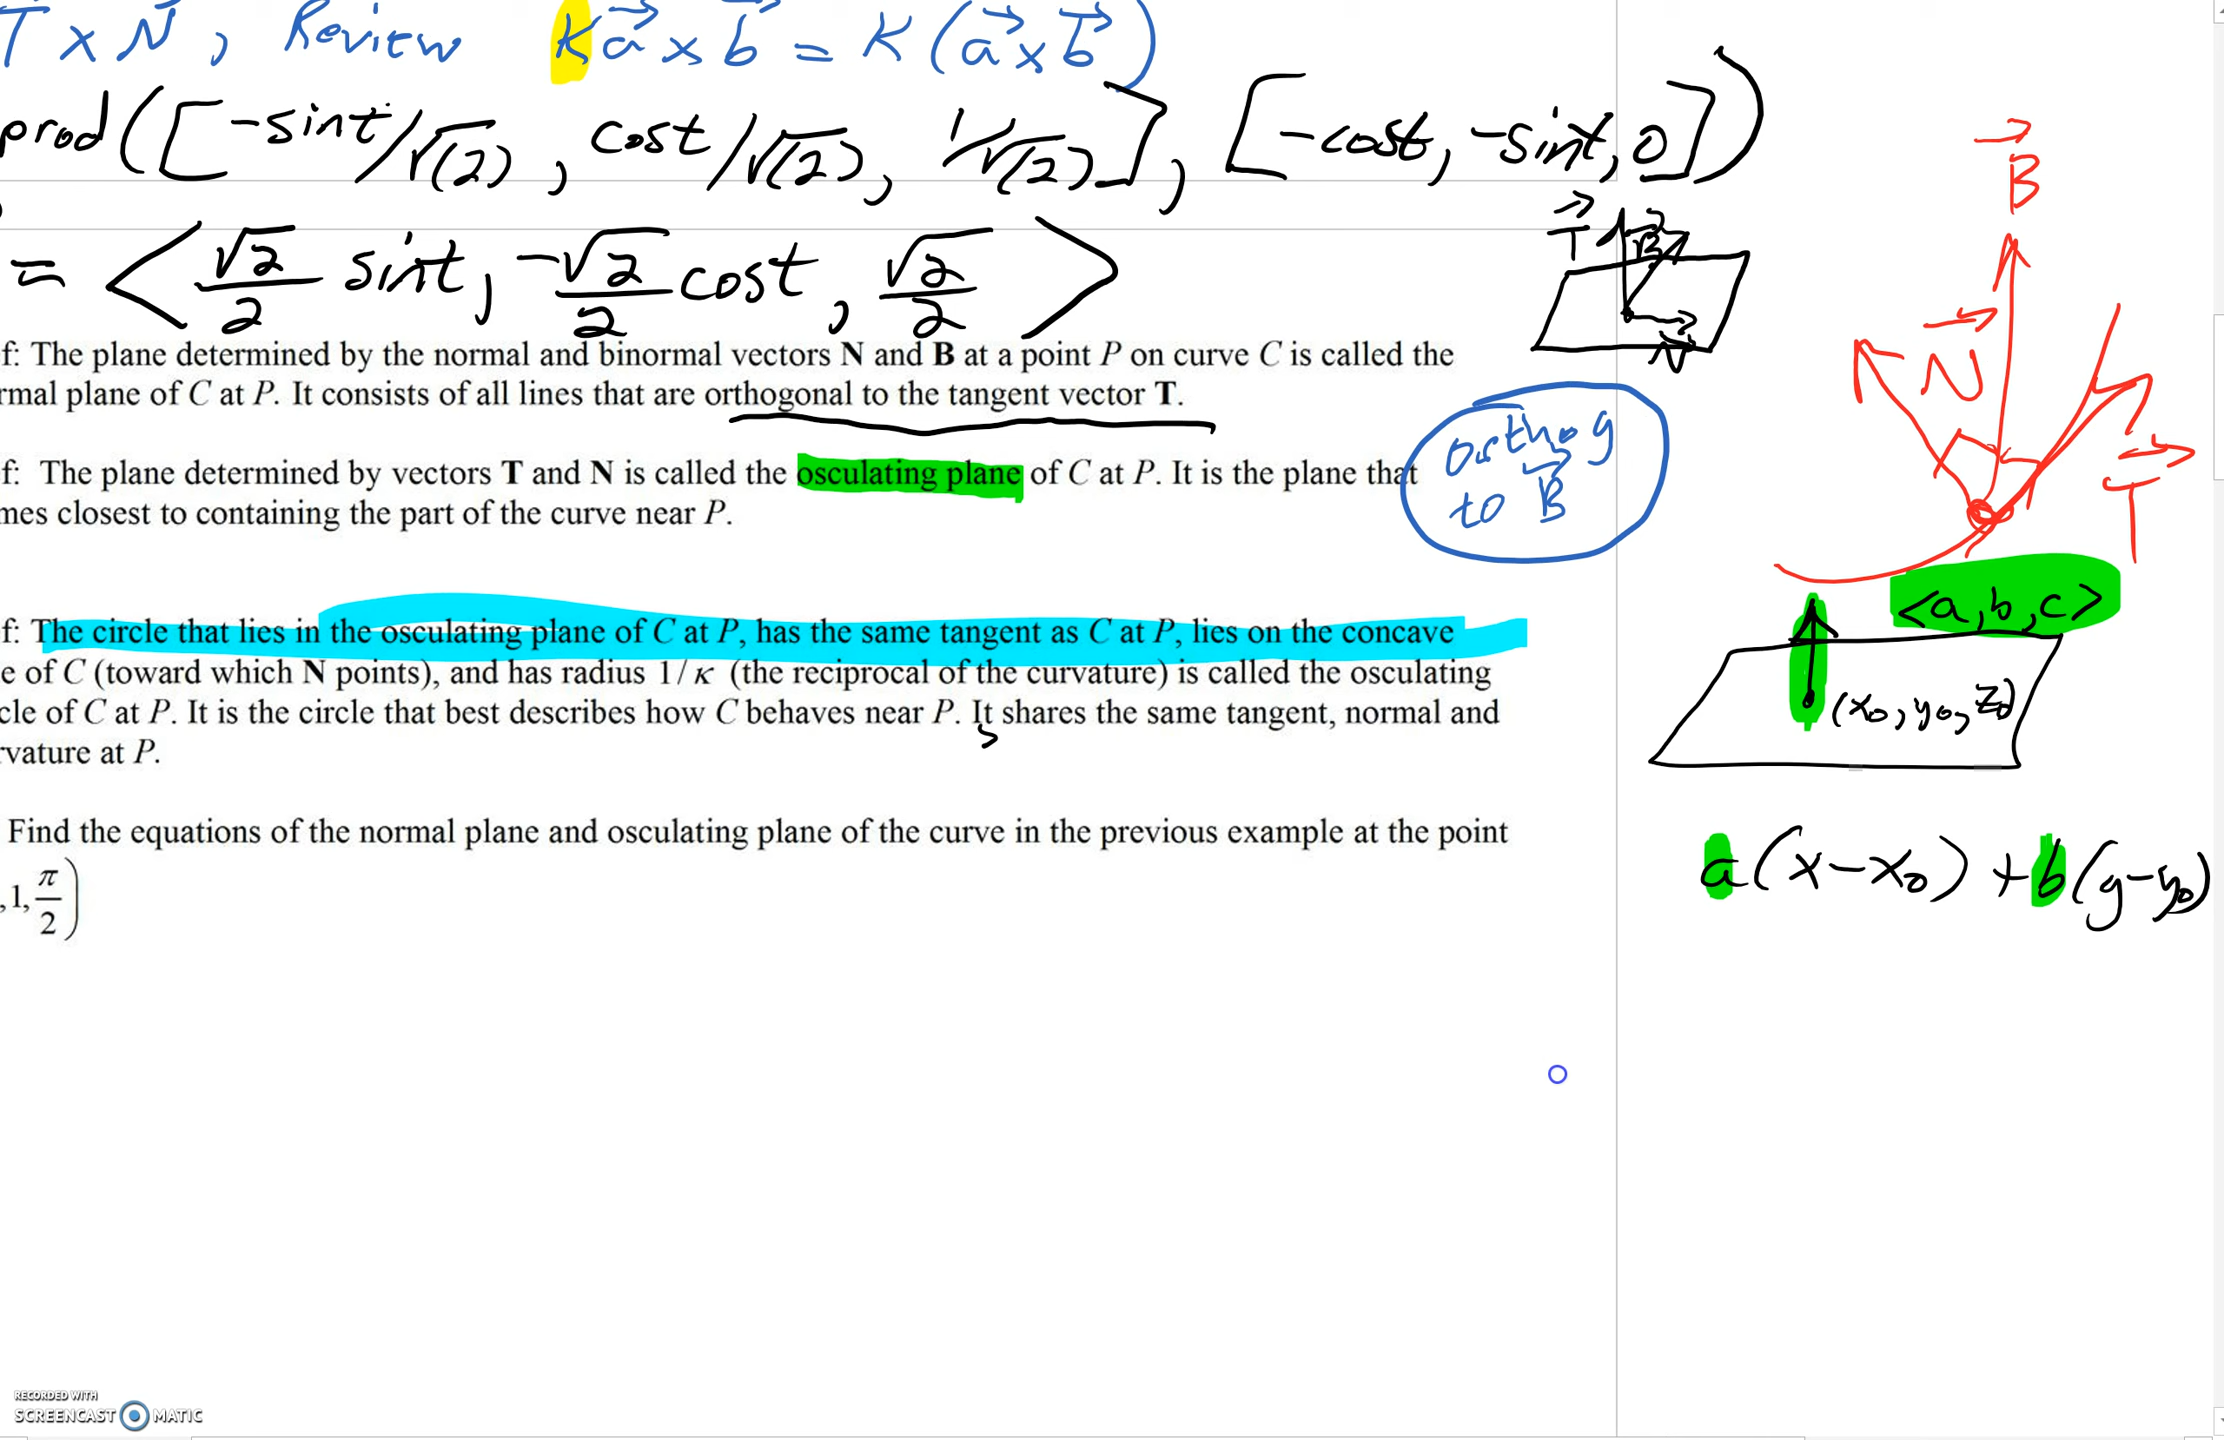 T x N, Review K a x b = K (a x b)
prod([-sint/√(2), cost/√(2), 1/√(2)], [-cost, -sint, 0])
= <√2/2 sint, -√2/2 cost, √2/2>
T B N
f: The plane determined by the normal and binormal vectors N and B at a point P on curve C is called the
rmal plane of C at P. It consists of all lines that are orthogonal to the tangent vector T.
f: The plane determined by vectors T and N is called the osculating plane of C at P. It is the plane that
mes closest to containing the part of the curve near P.
orthog
to B
f: The circle that lies in the osculating plane of C at P, has the same tangent as C at P, lies on the concave
e of C (toward which N points), and has radius 1/κ (the reciprocal of the curvature) is called the osculating
cle of C at P. It is the circle that best describes how C behaves near P. It shares the same tangent, normal and
rvature at P.
Find the equations of the normal plane and osculating plane of the curve in the previous example at the point
,1, π/2)
B
N
T
<a, b, c>
(x₀, y₀, z₀)
a(x-x₀) + b(y-y₀)
RECORDED WITH
SCREENCAST MATIC